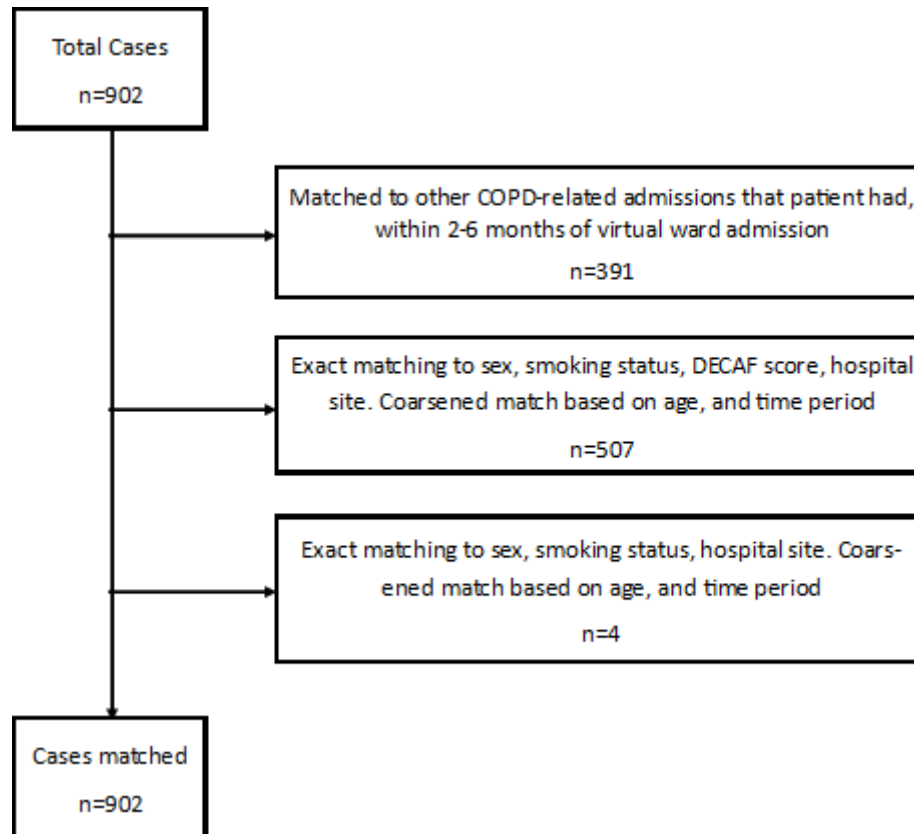 Total Cases
n=902
Matched to other COPD-related admissions that patient had,
within 2-6 months of virtual ward admission
n=391
Exact matching to sex, smoking status, DECAF score, hospital
site. Coarsened match based on age, and time period
n=507
Exact matching to sex, smoking status, hospital site. Coars-
ened match based on age, and time period
n=4
Cases matched
n=902